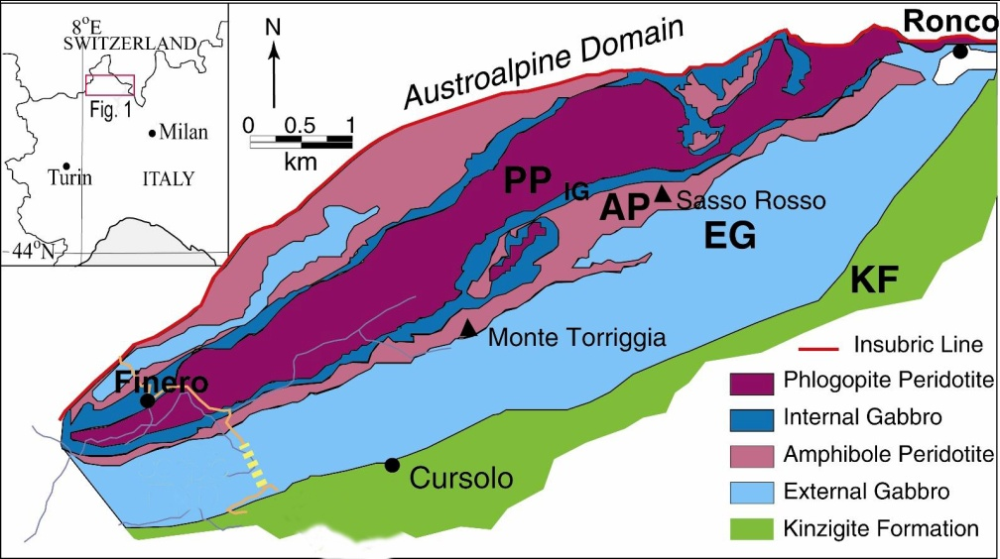 8°E
SWITZERLAND
Fig. 1
Milan
Turin
ITALY
44°N
N
0 0.5 1
km
Austroalpine Domain
Ronco
PP
IG
AP
Sasso Rosso
EG
KF
Monte Torriggia
Finero
Cursolo
Insubric Line
Phlogopite Peridotite
Internal Gabbro
Amphibole Peridotite
External Gabbro
Kinzigite Formation